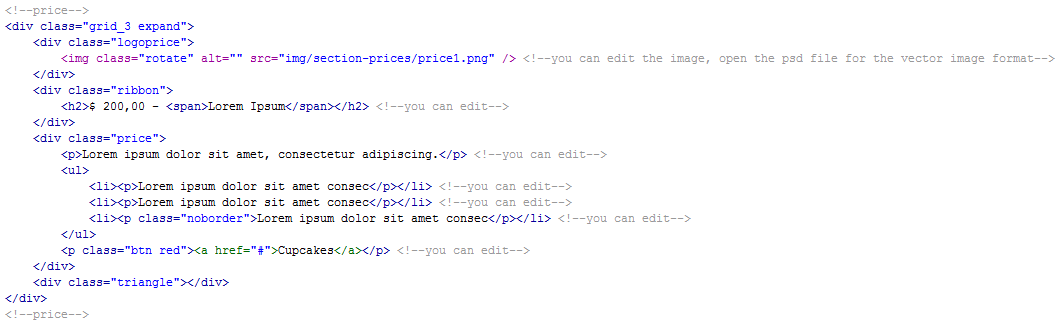 <!--price-->
<div class="grid_3 expand">
<div class="logoprice">
<img class="rotate" alt="" src="img/section-prices/price1.png" /> <!--you can edit the image, open the psd file for the vector image format-->
</div>
<div class="ribbon">
<h2>$ 200,00 - <span>Lorem Ipsum</span></h2> <!--you can edit-->
</div>
<div class="price">
<p>Lorem ipsum dolor sit amet, consectetur adipiscing.</p> <!--you can edit-->
<ul>
<li><p>Lorem ipsum dolor sit amet consec</p></li> <!--you can edit-->
<li><p>Lorem ipsum dolor sit amet consec</p></li> <!--you can edit-->
<li><p class="noborder">Lorem ipsum dolor sit amet consec</p></li> <!--you can edit-->
</ul>
<p class="btn red"><a href="#">Cupcakes</a></p> <!--you can edit-->
</div>
<div class="triangle"></div>
</div>
<!--price-->